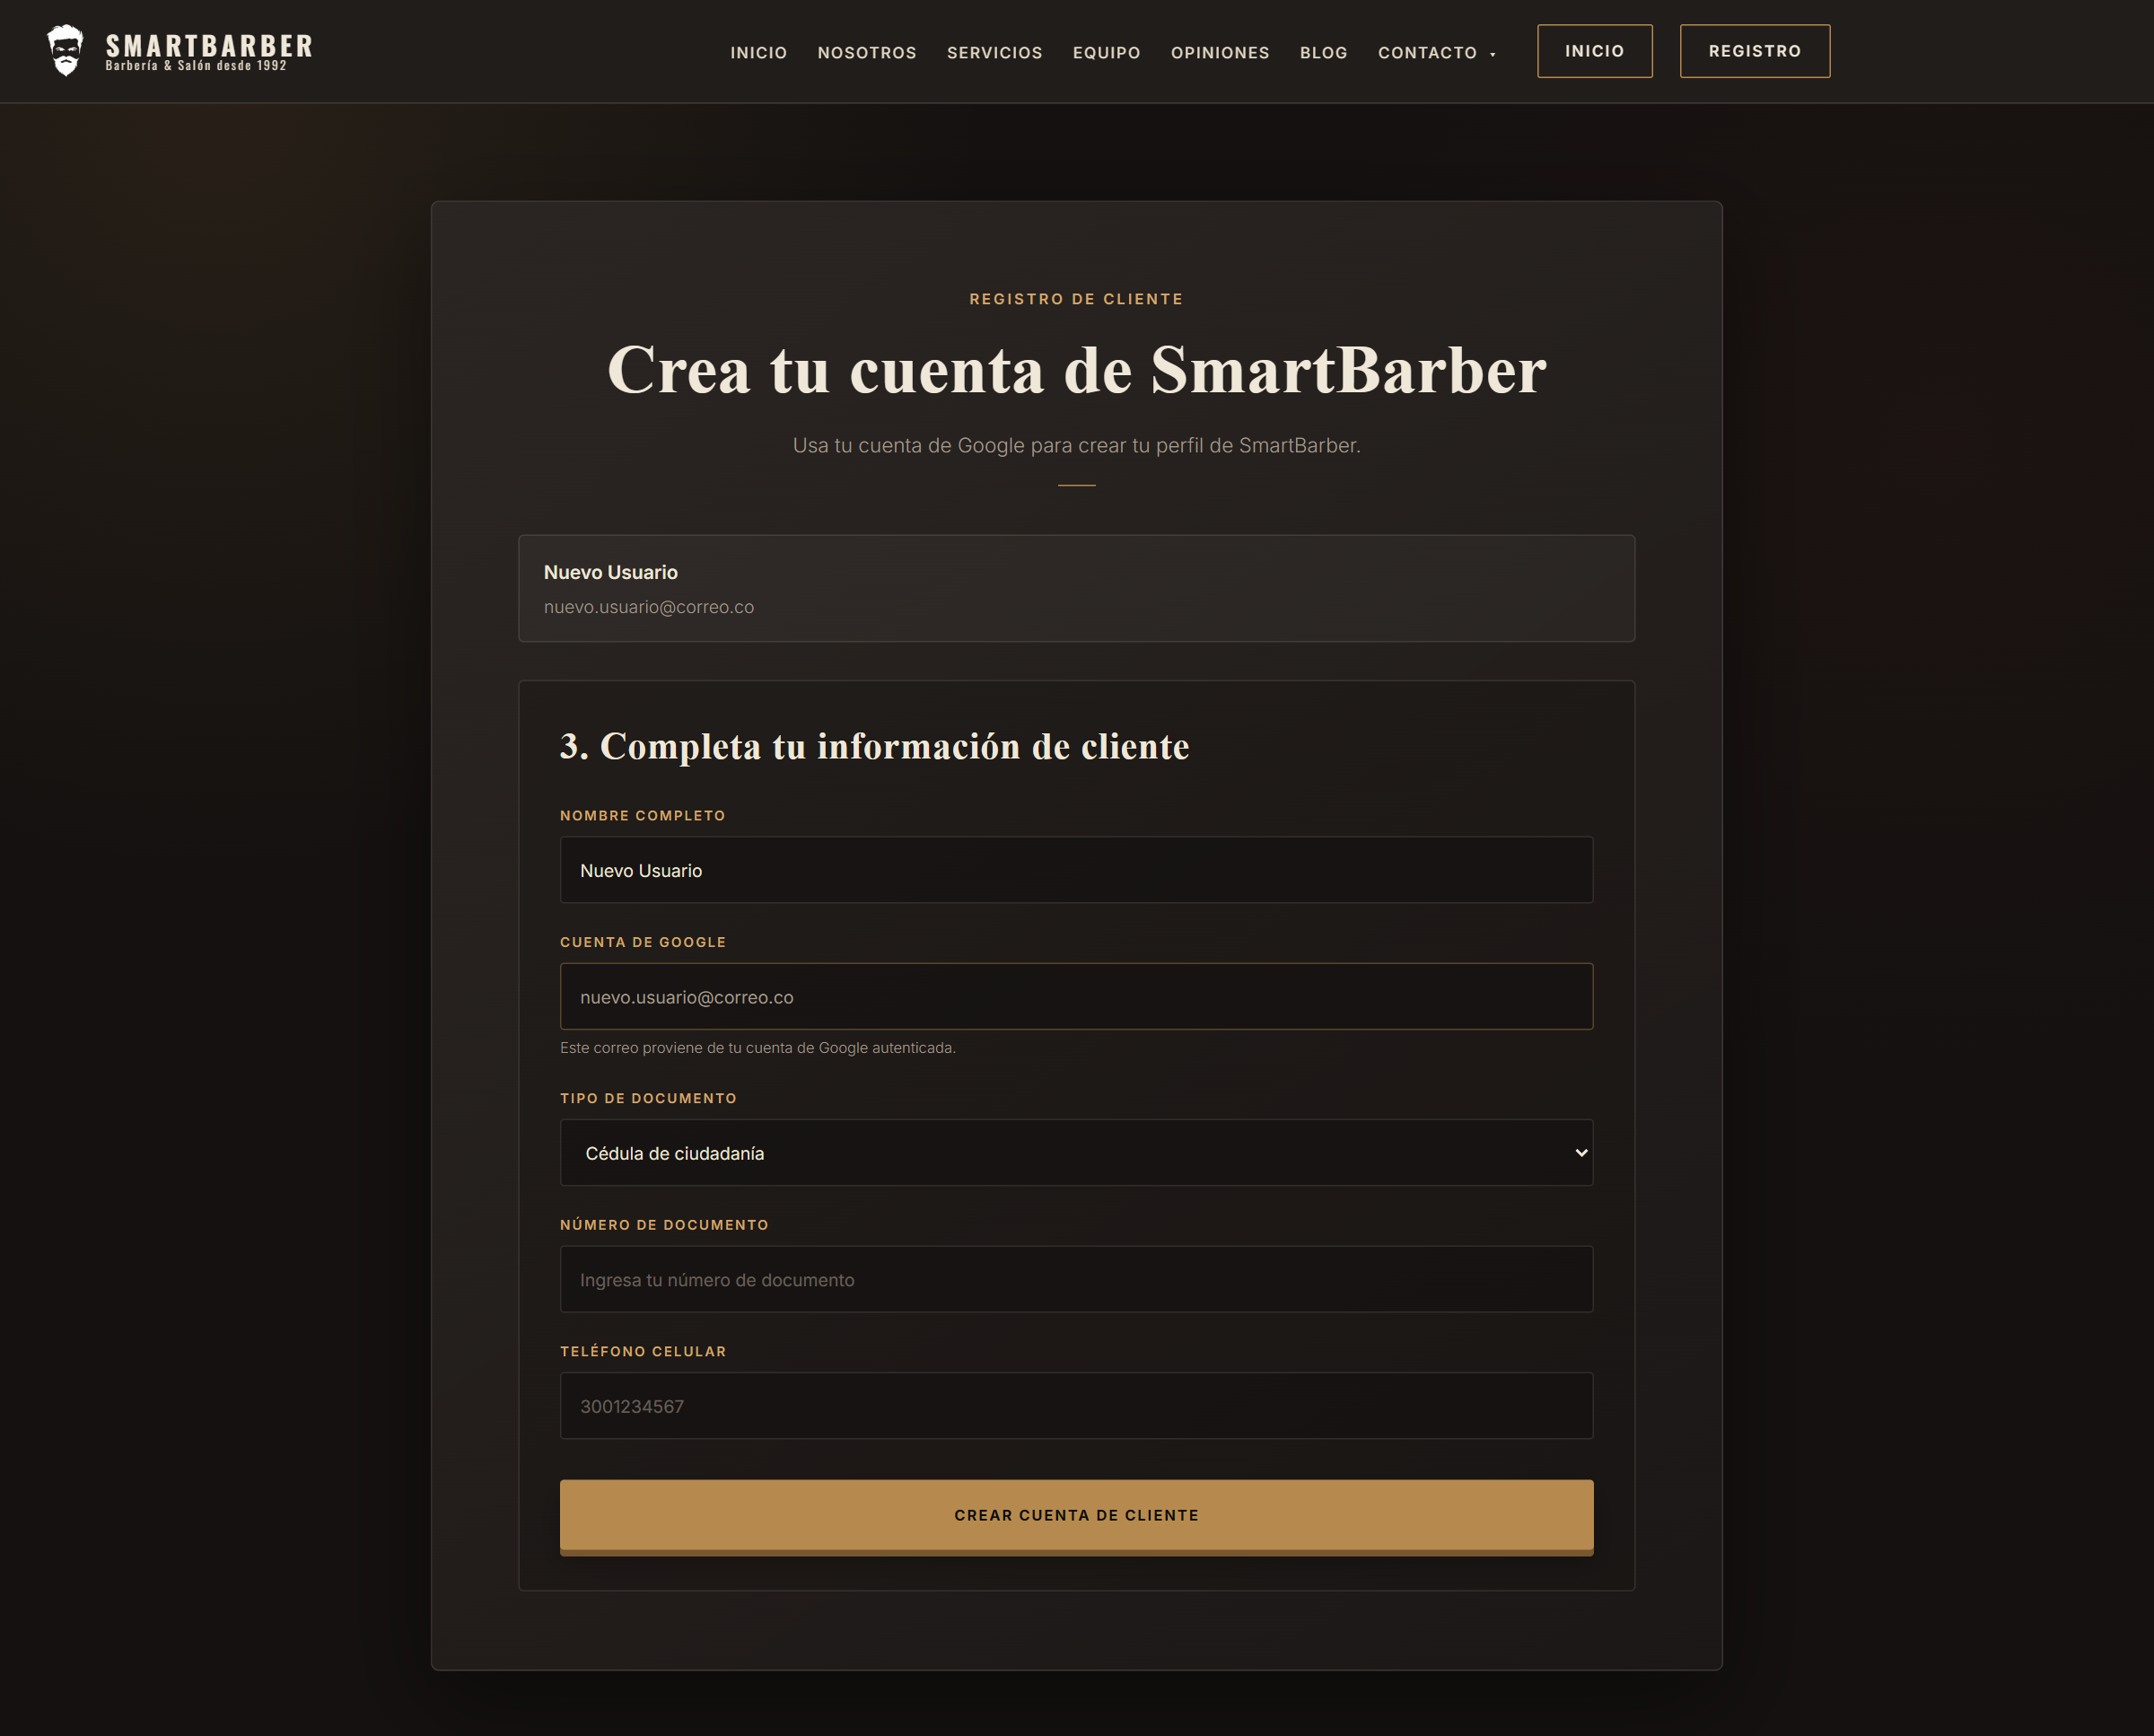 SMARTBARBER
Barbería & Salón desde 1992
INICIO NOSOTROS SERVICIOS EQUIPO OPINIONES BLOG CONTACTO INICIO REGISTRO
REGISTRO DE CLIENTE
Crea tu cuenta de SmartBarber
Usa tu cuenta de Google para crear tu perfil de SmartBarber.
Nuevo Usuario
nuevo.usuario@correo.co
3. Completa tu información de cliente
NOMBRE COMPLETO
Nuevo Usuario
CUENTA DE GOOGLE
nuevo.usuario@correo.co
Este correo proviene de tu cuenta de Google autenticada.
TIPO DE DOCUMENTO
Cédula de ciudadanía
NÚMERO DE DOCUMENTO
Ingresa tu número de documento
TELÉFONO CELULAR
3001234567
CREAR CUENTA DE CLIENTE